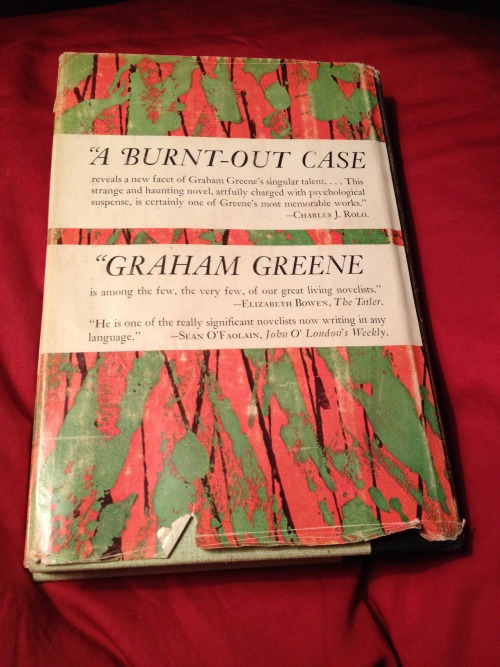 “A BURNT-OUT CASE
reveals a new facet of Graham Greene's singular talent. . . . This
strange and haunting novel, artfully charged with psychological
suspense, is certainly one of Greene's most memorable works.”
—CHARLES J. ROLO.
“GRAHAM GREENE
is among the few, the very few, of our great living novelists.”
—ELIZABETH BOWEN, The Tatler.
“He is one of the really significant novelists now writing in any
language.” —SEAN O'FAOLAIN, John O' London's Weekly.